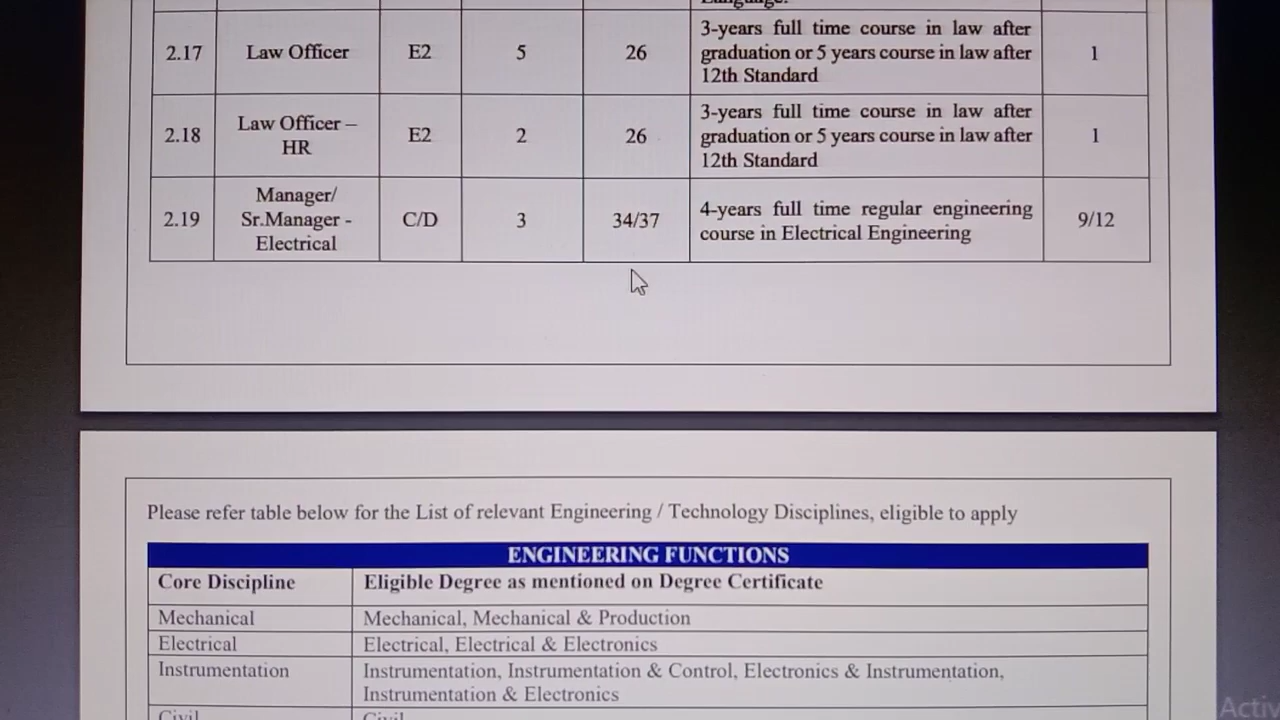 Language.
2.17 Law Officer E2 5 26 3-years full time course in law after graduation or 5 years course in law after 12th Standard 1
2.18 Law Officer – HR E2 2 26 3-years full time course in law after graduation or 5 years course in law after 12th Standard 1
2.19 Manager/ Sr.Manager - Electrical C/D 3 34/37 4-years full time regular engineering course in Electrical Engineering 9/12
Please refer table below for the List of relevant Engineering / Technology Disciplines, eligible to apply
ENGINEERING FUNCTIONS
Core Discipline Eligible Degree as mentioned on Degree Certificate
Mechanical Mechanical, Mechanical & Production
Electrical Electrical, Electrical & Electronics
Instrumentation Instrumentation, Instrumentation & Control, Electronics & Instrumentation,
Instrumentation & Electronics
Civil Civil
Activ